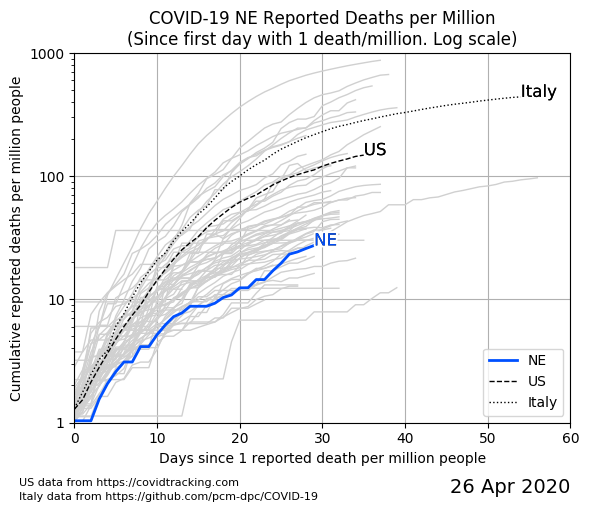 COVID-19 NE Reported Deaths per Million
(Since first day with 1 death/million. Log scale)
Cumulative reported deaths per million people
1000
100
10
1
Italy
US
NE
NE
US
Italy
0 10 20 30 40 50 60
Days since 1 reported death per million people
US data from https://covidtracking.com
Italy data from https://github.com/pcm-dpc/COVID-19
26 Apr 2020